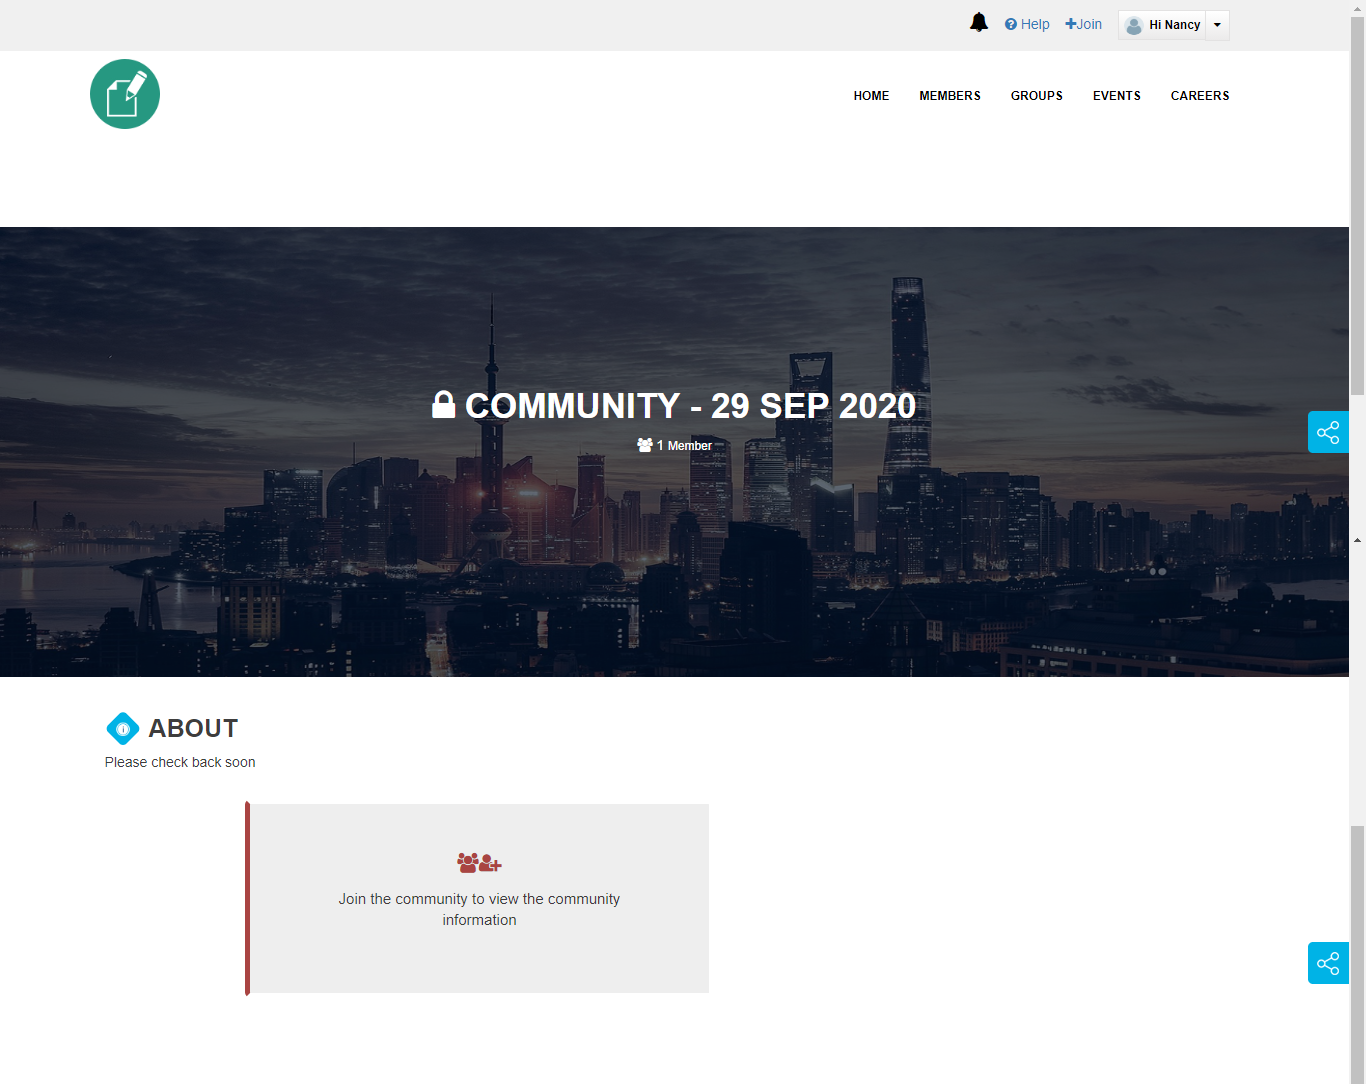 Help
Join
Hi Nancy
HOME
MEMBERS
GROUPS
EVENTS
CAREERS
COMMUNITY - 29 SEP 2020
1 Member
ABOUT
Please check back soon
Join the community to view the community
information